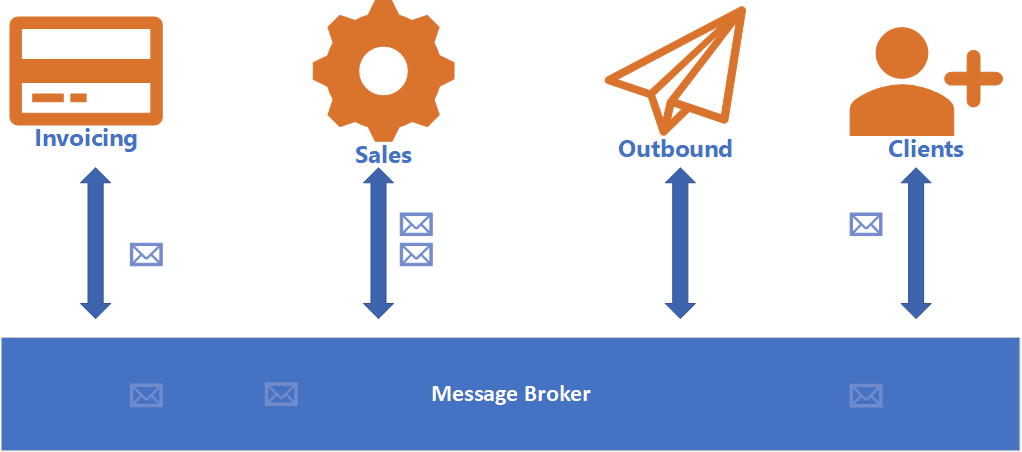 Invoicing
Sales
Outbound
Clients
Message Broker